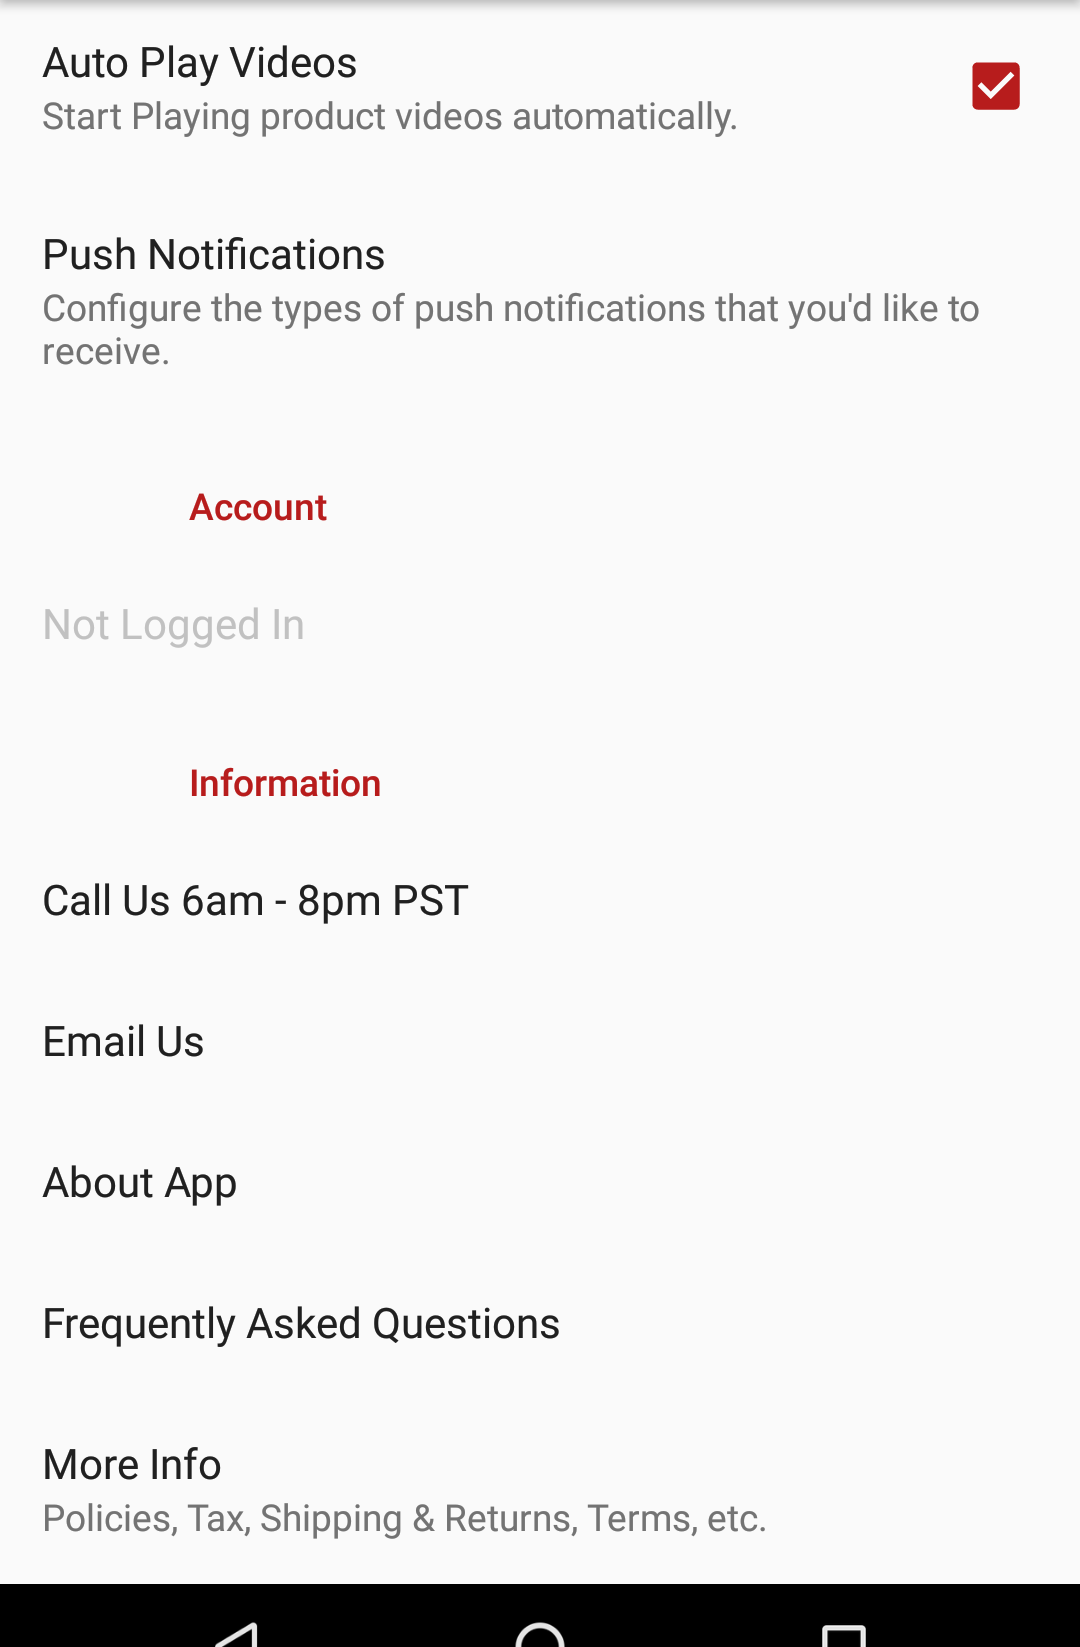 Auto Play Videos
Start Playing product videos automatically.
Push Notifications
Configure the types of push notifications that you'd like to
receive.
Account
Not Logged In
Information
Call Us 6am - 8pm PST
Email Us
About App
Frequently Asked Questions
More Info
Policies, Tax, Shipping & Returns, Terms, etc.